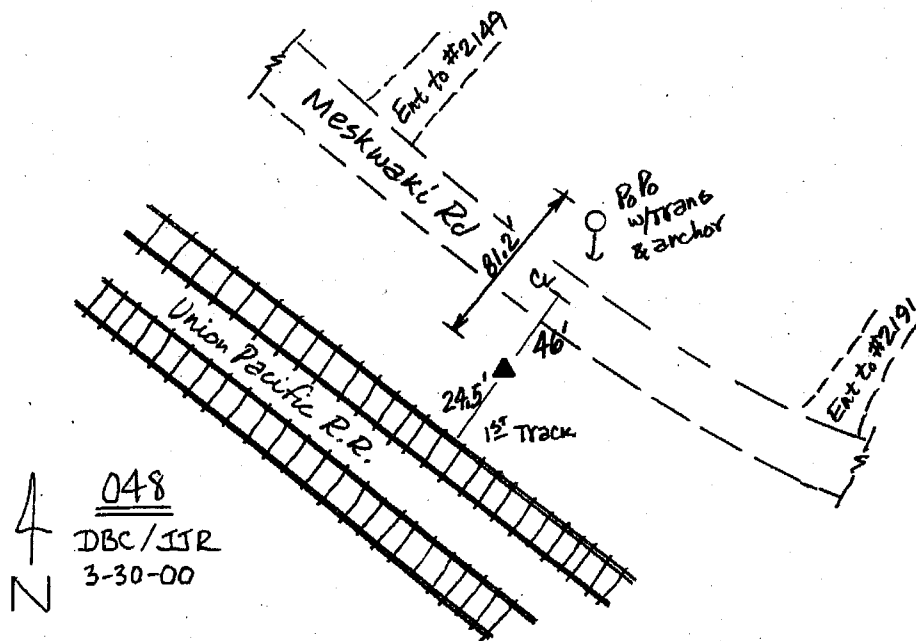 Ent to #2149
Meskwaki Rd
PoPo
w/Trans
& anchor
81.2'
CL
46'
24.5'
1ST Track
Ent to #2191
Union Pacific R.R.
048
DBC/JJR
3-30-00
N